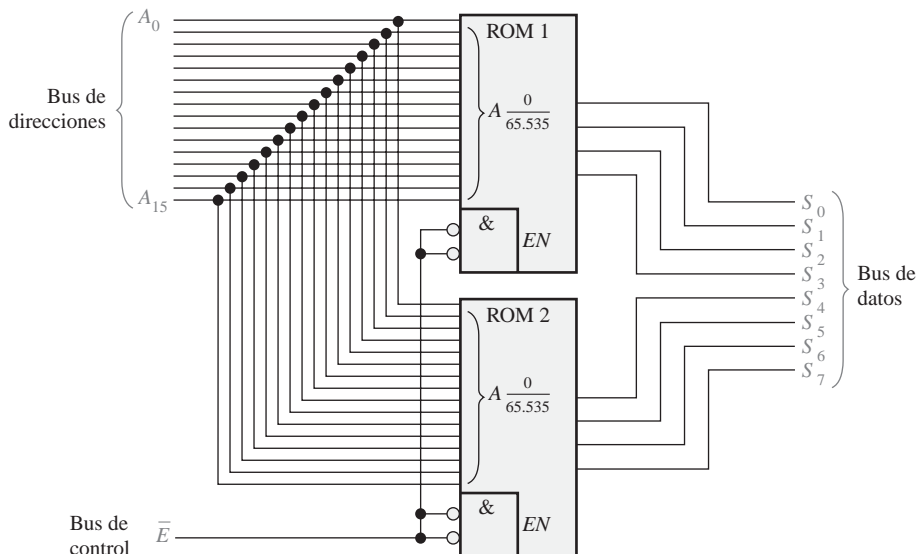 A0
Bus de
direcciones
A15
ROM 1
A 0/65.535
&
EN
ROM 2
A 0/65.535
&
EN
S0
S1
S2
S3
S4
S5
S6
S7
Bus de
datos
Bus de
control
E̅